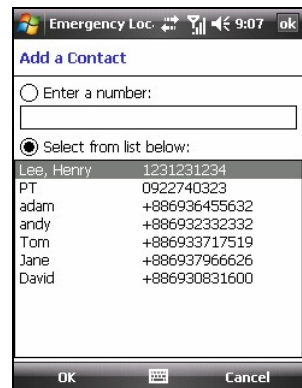 Emergency Loc. 9:07 ok
Add a Contact
Enter a number:
Select from list below:
Lee, Henry 1231231234
PT 0922740323
adam +886936455632
andy +886932332332
Tom +886933717519
Jane +886937966626
David +886930831600
OK Cancel